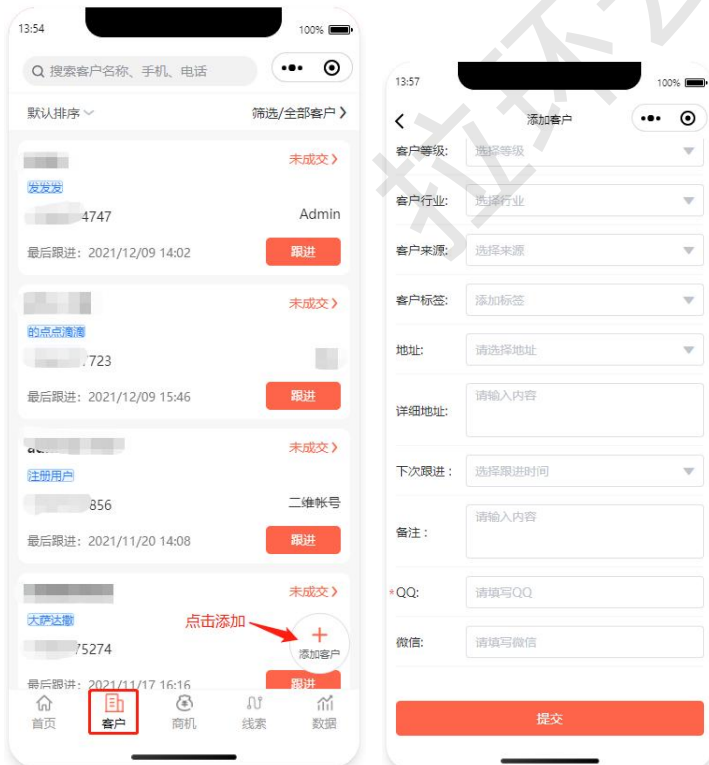 13:54
100%
搜索客户名称、手机、电话
默认排序
筛选/全部客户
未成交
发发发
4747
Admin
最后跟进：2021/12/09 14:02
跟进
未成交
的点点滴滴
7723
最后跟进：2021/12/09 15:46
跟进
未成交
注册用户
856
二维帐号
最后跟进：2021/11/20 14:08
跟进
未成交
大萨达撒
点击添加
75274
添加客户
最后跟进：2021/11/17 16:16
跟进
首页
客户
商机
线索
数据
13:57
100%
添加客户
客户等级: 选择等级
客户行业: 选择行业
客户来源: 选择来源
客户标签: 添加标签
地址: 请选择地址
详细地址: 请输入内容
下次跟进： 选择跟进时间
备注： 请输入内容
*QQ: 请填写QQ
微信: 请填写微信
提交
拉环